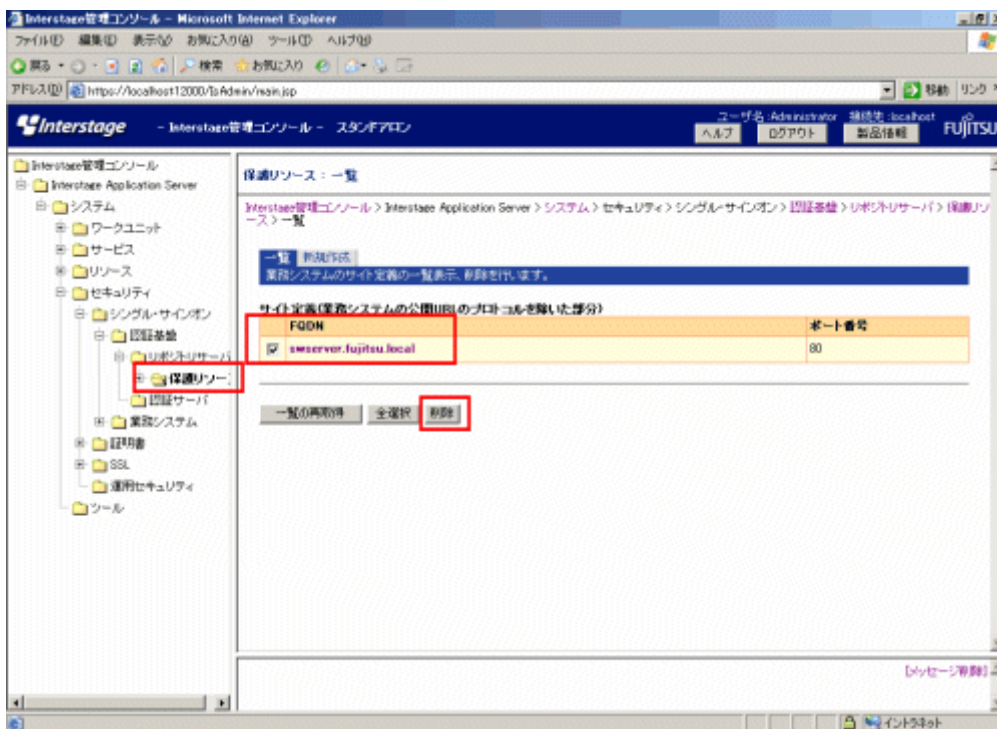 Interstage管理コンソール - Microsoft Internet Explorer
ファイル(F) 編集(E) 表示(V) お気に入り(A) ツール(T) ヘルプ(H)
戻る 検索 お気に入り
アドレス(D) https://localhost:12000/IsAdmin/main.jsp 移動 リンク
Interstage - Interstage管理コンソール - スタンドアロン
ユーザ名:Administrator 接続先:localhost
ヘルプ ログアウト 製品情報 FUJITSU
Interstage管理コンソール
Interstage Application Server
システム
ワークユニット
サービス
リソース
セキュリティ
シングル・サインオン
認証基盤
リポジトリサーバ
保護リソー
認証サーバ
業務システム
証明書
SSL
運用セキュリティ
ツール
保護リソース : 一覧
Interstage管理コンソール > Interstage Application Server > システム > セキュリティ > シングル・サインオン > 認証基盤 > リポジトリサーバ > 保護リソ
ース > 一覧
一覧 新規作成
業務システムのサイト定義の一覧表示、削除を行います。
サイト定義(業務システムの公開URLのプロトコルを除いた部分)
FQDN ポート番号
swserver.fujitsu.local 80
一覧の再取得 全選択 削除
[メッセージ削除]
イントラネット